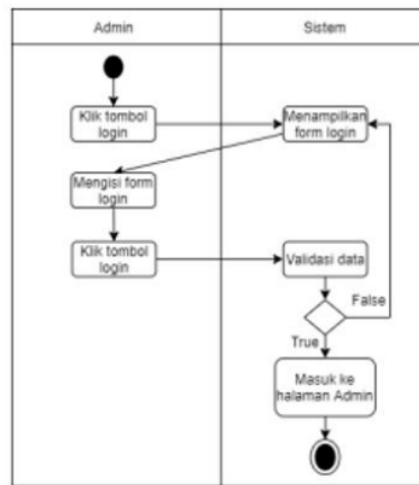 Admin
Sistem
Klik tombol
login
Menampilkan
form login
Mengisi form
login
Klik tombol
login
Validasi data
False
True
Masuk ke
halaman Admin